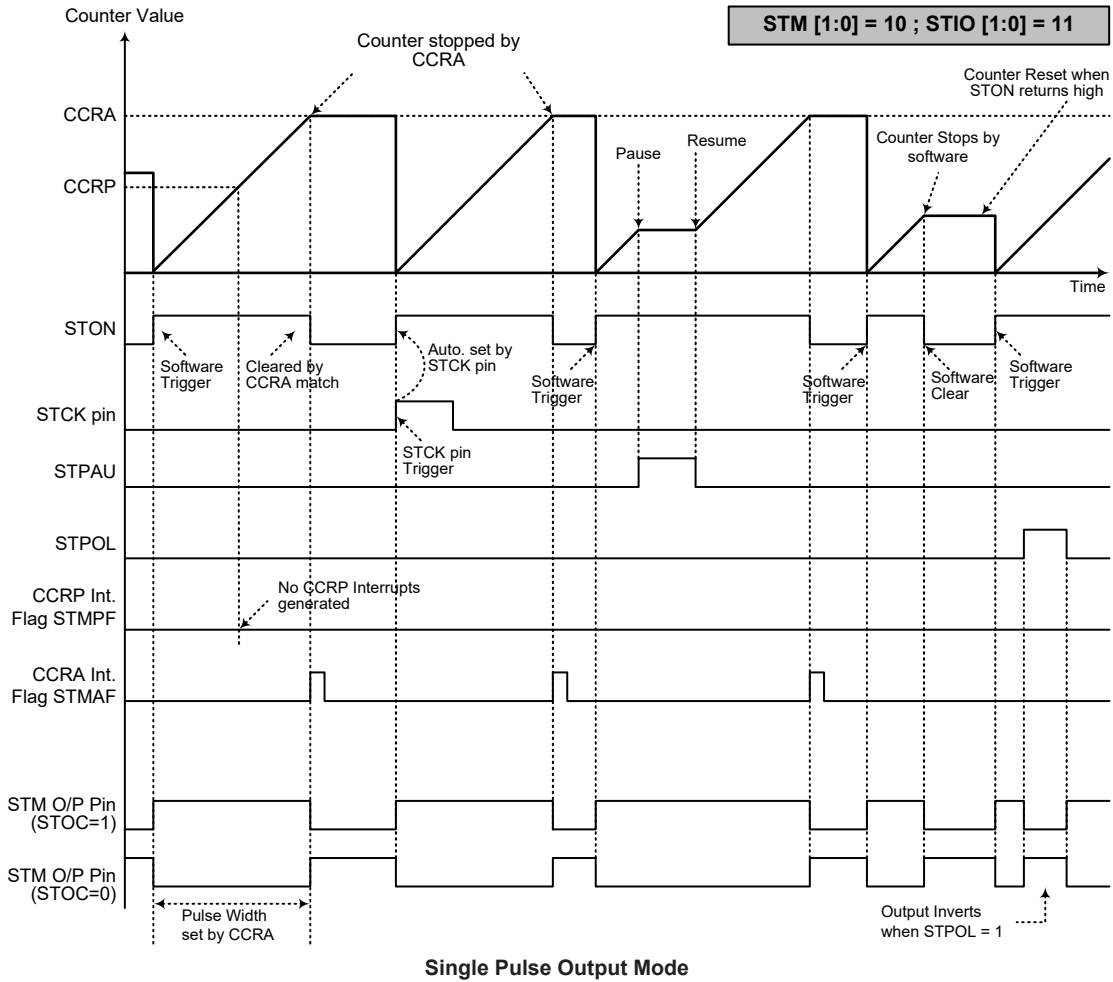 Counter Value
STM [1:0] = 10 ; STIO [1:0] = 11
Counter stopped by
CCRA
Counter Reset when
STON returns high
CCRA
CCRP
Pause
Resume
Counter Stops by
software
Time
STON
Software
Trigger
Cleared by
CCRA match
Auto. set by
STCK pin
Software
Trigger
Software
Trigger
Software
Clear
Software
Trigger
STCK pin
STCK pin
Trigger
STPAU
STPOL
CCRP Int.
Flag STMPF
No CCRP Interrupts
generated
CCRA Int.
Flag STMAF
STM O/P Pin
(STOC=1)
STM O/P Pin
(STOC=0)
Pulse Width
set by CCRA
Output Inverts
when STPOL = 1
Single Pulse Output Mode